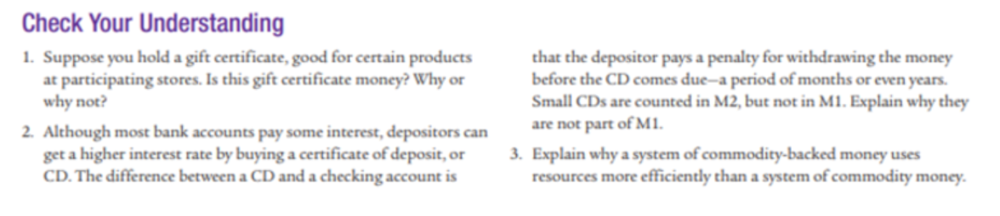 Check Your Understanding
1. Suppose you hold a gift certificate, good for certain products
at participating stores. Is this gift certificate money? Why or
why not?
2. Although most bank accounts pay some interest, depositors can
get a higher interest rate by buying a certificate of deposit, or
CD. The difference between a CD and a checking account is
that the depositor pays a penalty for withdrawing the money
before the CD comes due—a period of months or even years.
Small CDs are counted in M2, but not in M1. Explain why they
are not part of M1.
3. Explain why a system of commodity-backed money uses
resources more efficiently than a system of commodity money.